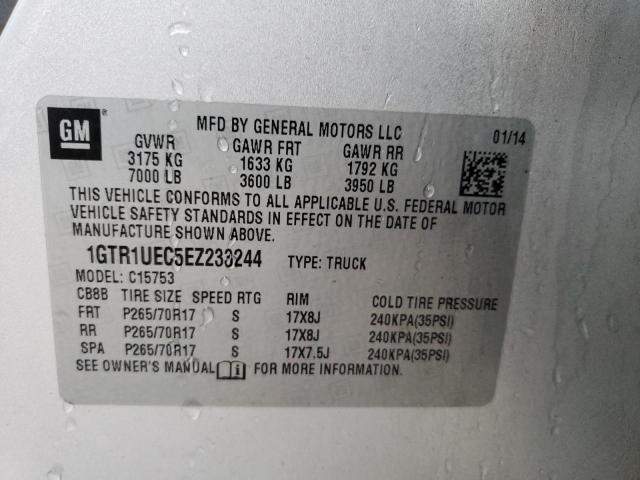 GM
MFD BY GENERAL MOTORS LLC 01/14
GVWR GAWR FRT GAWR RR
3175 KG 1633 KG 1792 KG
7000 LB 3600 LB 3950 LB
THIS VEHICLE CONFORMS TO ALL APPLICABLE U.S. FEDERAL MOTOR
VEHICLE SAFETY STANDARDS IN EFFECT ON THE DATE OF
MANUFACTURE SHOWN ABOVE.
1GTR1UEC5EZ233244 TYPE: TRUCK
MODEL: C15753
CB8B TIRE SIZE SPEED RTG RIM COLD TIRE PRESSURE
FRT P265/70R17 S 17X8J 240KPA(35PSI)
RR P265/70R17 S 17X8J 240KPA(35PSI)
SPA P265/70R17 S 17X7.5J 240KPA(35PSI)
SEE OWNER'S MANUAL FOR MORE INFORMATION.